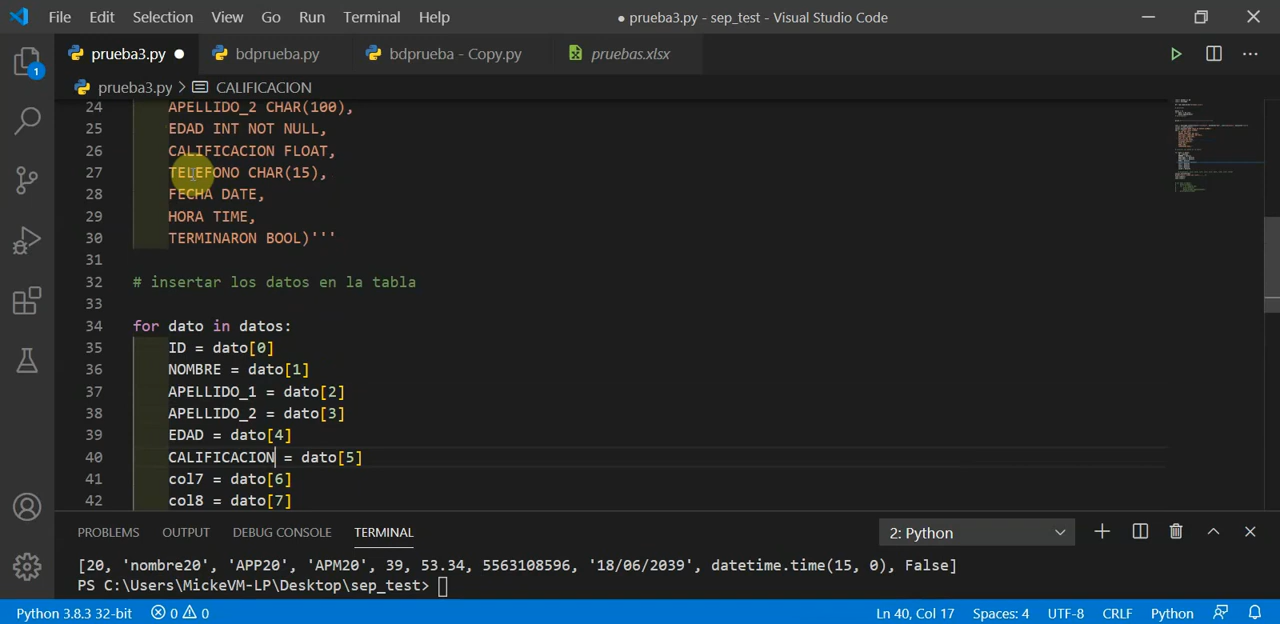 File Edit Selection View Go Run Terminal Help ● prueba3.py - sep_test - Visual Studio Code
prueba3.py ● bdprueba.py bdprueba - Copy.py pruebas.xlsx
prueba3.py > CALIFICACION
24 APELLIDO_2 CHAR(100),
25 EDAD INT NOT NULL,
26 CALIFICACION FLOAT,
27 TELEFONO CHAR(15),
28 FECHA DATE,
29 HORA TIME,
30 TERMINARON BOOL)'''
31
32 # insertar los datos en la tabla
33
34 for dato in datos:
35 ID = dato[0]
36 NOMBRE = dato[1]
37 APELLIDO_1 = dato[2]
38 APELLIDO_2 = dato[3]
39 EDAD = dato[4]
40 CALIFICACION = dato[5]
41 col7 = dato[6]
42 col8 = dato[7]
PROBLEMS OUTPUT DEBUG CONSOLE TERMINAL 2: Python
[20, 'nombre20', 'APP20', 'APM20', 39, 53.34, 5563108596, '18/06/2039', datetime.time(15, 0), False]
PS C:\Users\MickeVM-LP\Desktop\sep_test>
Python 3.8.3 32-bit 0 0 Ln 40, Col 17 Spaces: 4 UTF-8 CRLF Python
1